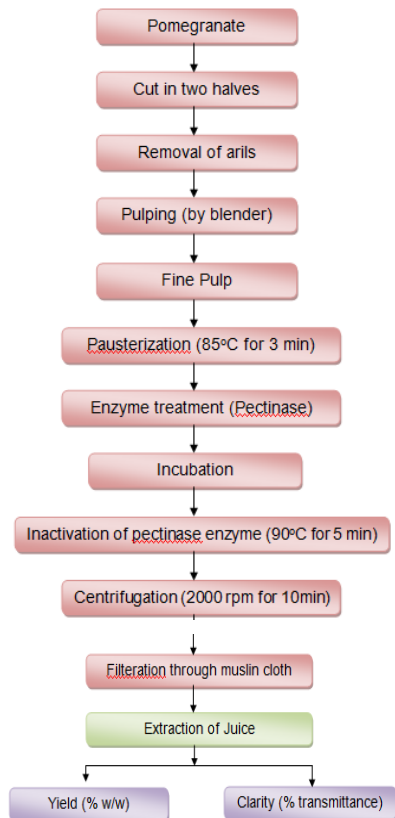 Pomegranate
Cut in two halves
Removal of arils
Pulping (by blender)
Fine Pulp
Pausterization (85°C for 3 min)
Enzyme treatment (Pectinase)
Incubation
Inactivation of pectinase enzyme (90°C for 5 min)
Centrifugation (2000 rpm for 10min)
Filteration through muslin cloth
Extraction of Juice
Yield (% w/w)
Clarity (% transmittance)